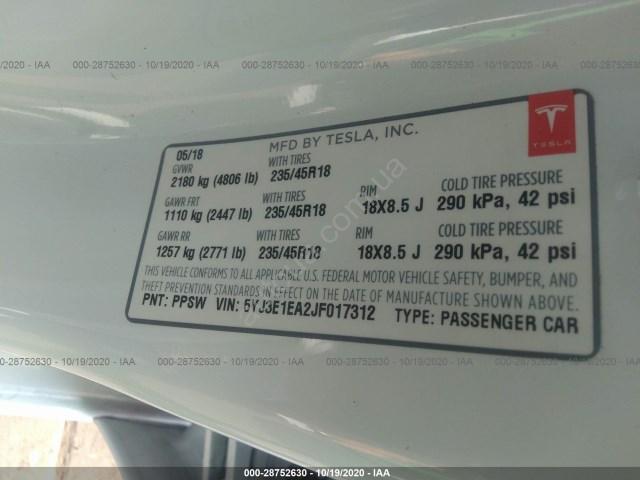 000-28752630 - 10/19/2020 - IAA
MFD BY TESLA, INC.
TESLA
05/18
GVWR
2180 kg (4806 lb)
WITH TIRES
235/45R18
GAWR FRT
1110 kg (2447 lb)
WITH TIRES
235/45R18
RIM
18X8.5 J
COLD TIRE PRESSURE
290 kPa, 42 psi
GAWR RR
1257 kg (2771 lb)
WITH TIRES
235/45R18
RIM
18X8.5 J
COLD TIRE PRESSURE
290 kPa, 42 psi
THIS VEHICLE CONFORMS TO ALL APPLICABLE U.S. FEDERAL MOTOR VEHICLE SAFETY, BUMPER, AND
THEFT PREVENTION STANDARDS IN EFFECT ON THE DATE OF MANUFACTURE SHOWN ABOVE.
PNT: PPSW VIN: 5YJ3E1EA2JF017312 TYPE: PASSENGER CAR
000-28752630 - 10/19/2020 - IAA